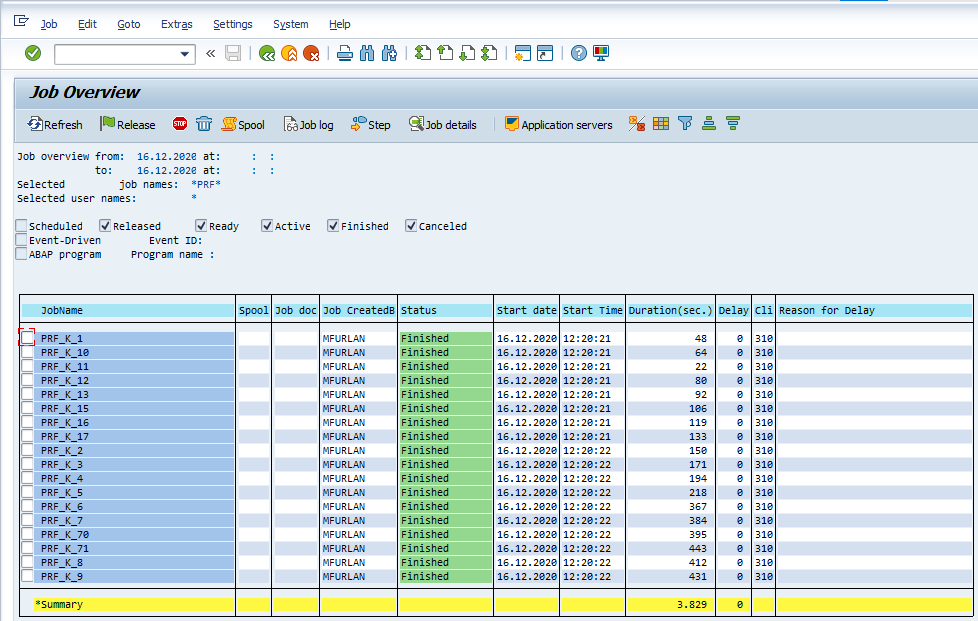 Job Edit Goto Extras Settings System Help
Job Overview
Refresh Release STOP Spool Job log Step Job details Application servers
Job overview from: 16.12.2020 at: : :
to: 16.12.2020 at: : :
Selected job names: *PRF*
Selected user names: *
Scheduled Released Ready Active Finished Canceled
Event-Driven Event ID:
ABAP program Program name :
JobName Spool Job doc Job CreatedB Status Start date Start Time Duration(sec.) Delay Cli Reason for Delay
PRF_K_1 MFURLAN Finished 16.12.2020 12:20:21 48 0 310
PRF_K_10 MFURLAN Finished 16.12.2020 12:20:21 64 0 310
PRF_K_11 MFURLAN Finished 16.12.2020 12:20:21 22 0 310
PRF_K_12 MFURLAN Finished 16.12.2020 12:20:21 80 0 310
PRF_K_13 MFURLAN Finished 16.12.2020 12:20:21 92 0 310
PRF_K_15 MFURLAN Finished 16.12.2020 12:20:21 106 0 310
PRF_K_16 MFURLAN Finished 16.12.2020 12:20:21 119 0 310
PRF_K_17 MFURLAN Finished 16.12.2020 12:20:21 133 0 310
PRF_K_2 MFURLAN Finished 16.12.2020 12:20:22 150 0 310
PRF_K_3 MFURLAN Finished 16.12.2020 12:20:22 171 0 310
PRF_K_4 MFURLAN Finished 16.12.2020 12:20:22 194 0 310
PRF_K_5 MFURLAN Finished 16.12.2020 12:20:22 218 0 310
PRF_K_6 MFURLAN Finished 16.12.2020 12:20:22 367 0 310
PRF_K_7 MFURLAN Finished 16.12.2020 12:20:22 384 0 310
PRF_K_70 MFURLAN Finished 16.12.2020 12:20:22 395 0 310
PRF_K_71 MFURLAN Finished 16.12.2020 12:20:22 443 0 310
PRF_K_8 MFURLAN Finished 16.12.2020 12:20:22 412 0 310
PRF_K_9 MFURLAN Finished 16.12.2020 12:20:22 431 0 310
*Summary 3.829 0